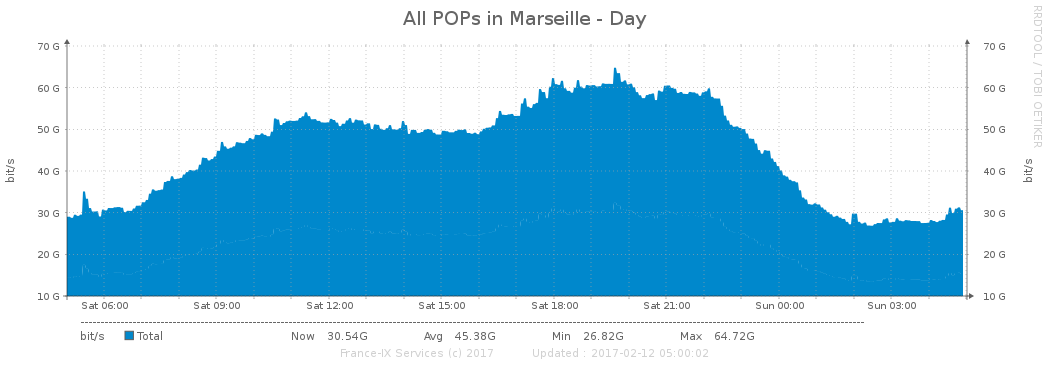 All POPs in Marseille - Day
RRDTOOL / TOBI OETIKER
70 G 70 G
60 G 60 G
50 G 50 G
40 G 40 G
30 G 30 G
20 G 20 G
10 G 10 G
bit/s bit/s
Sat 06:00 Sat 09:00 Sat 12:00 Sat 15:00 Sat 18:00 Sat 21:00 Sun 00:00 Sun 03:00
bit/s Total Now 30.54G Avg 45.38G Min 26.82G Max 64.72G
France-IX Services (c) 2017 Updated : 2017-02-12 05:00:02